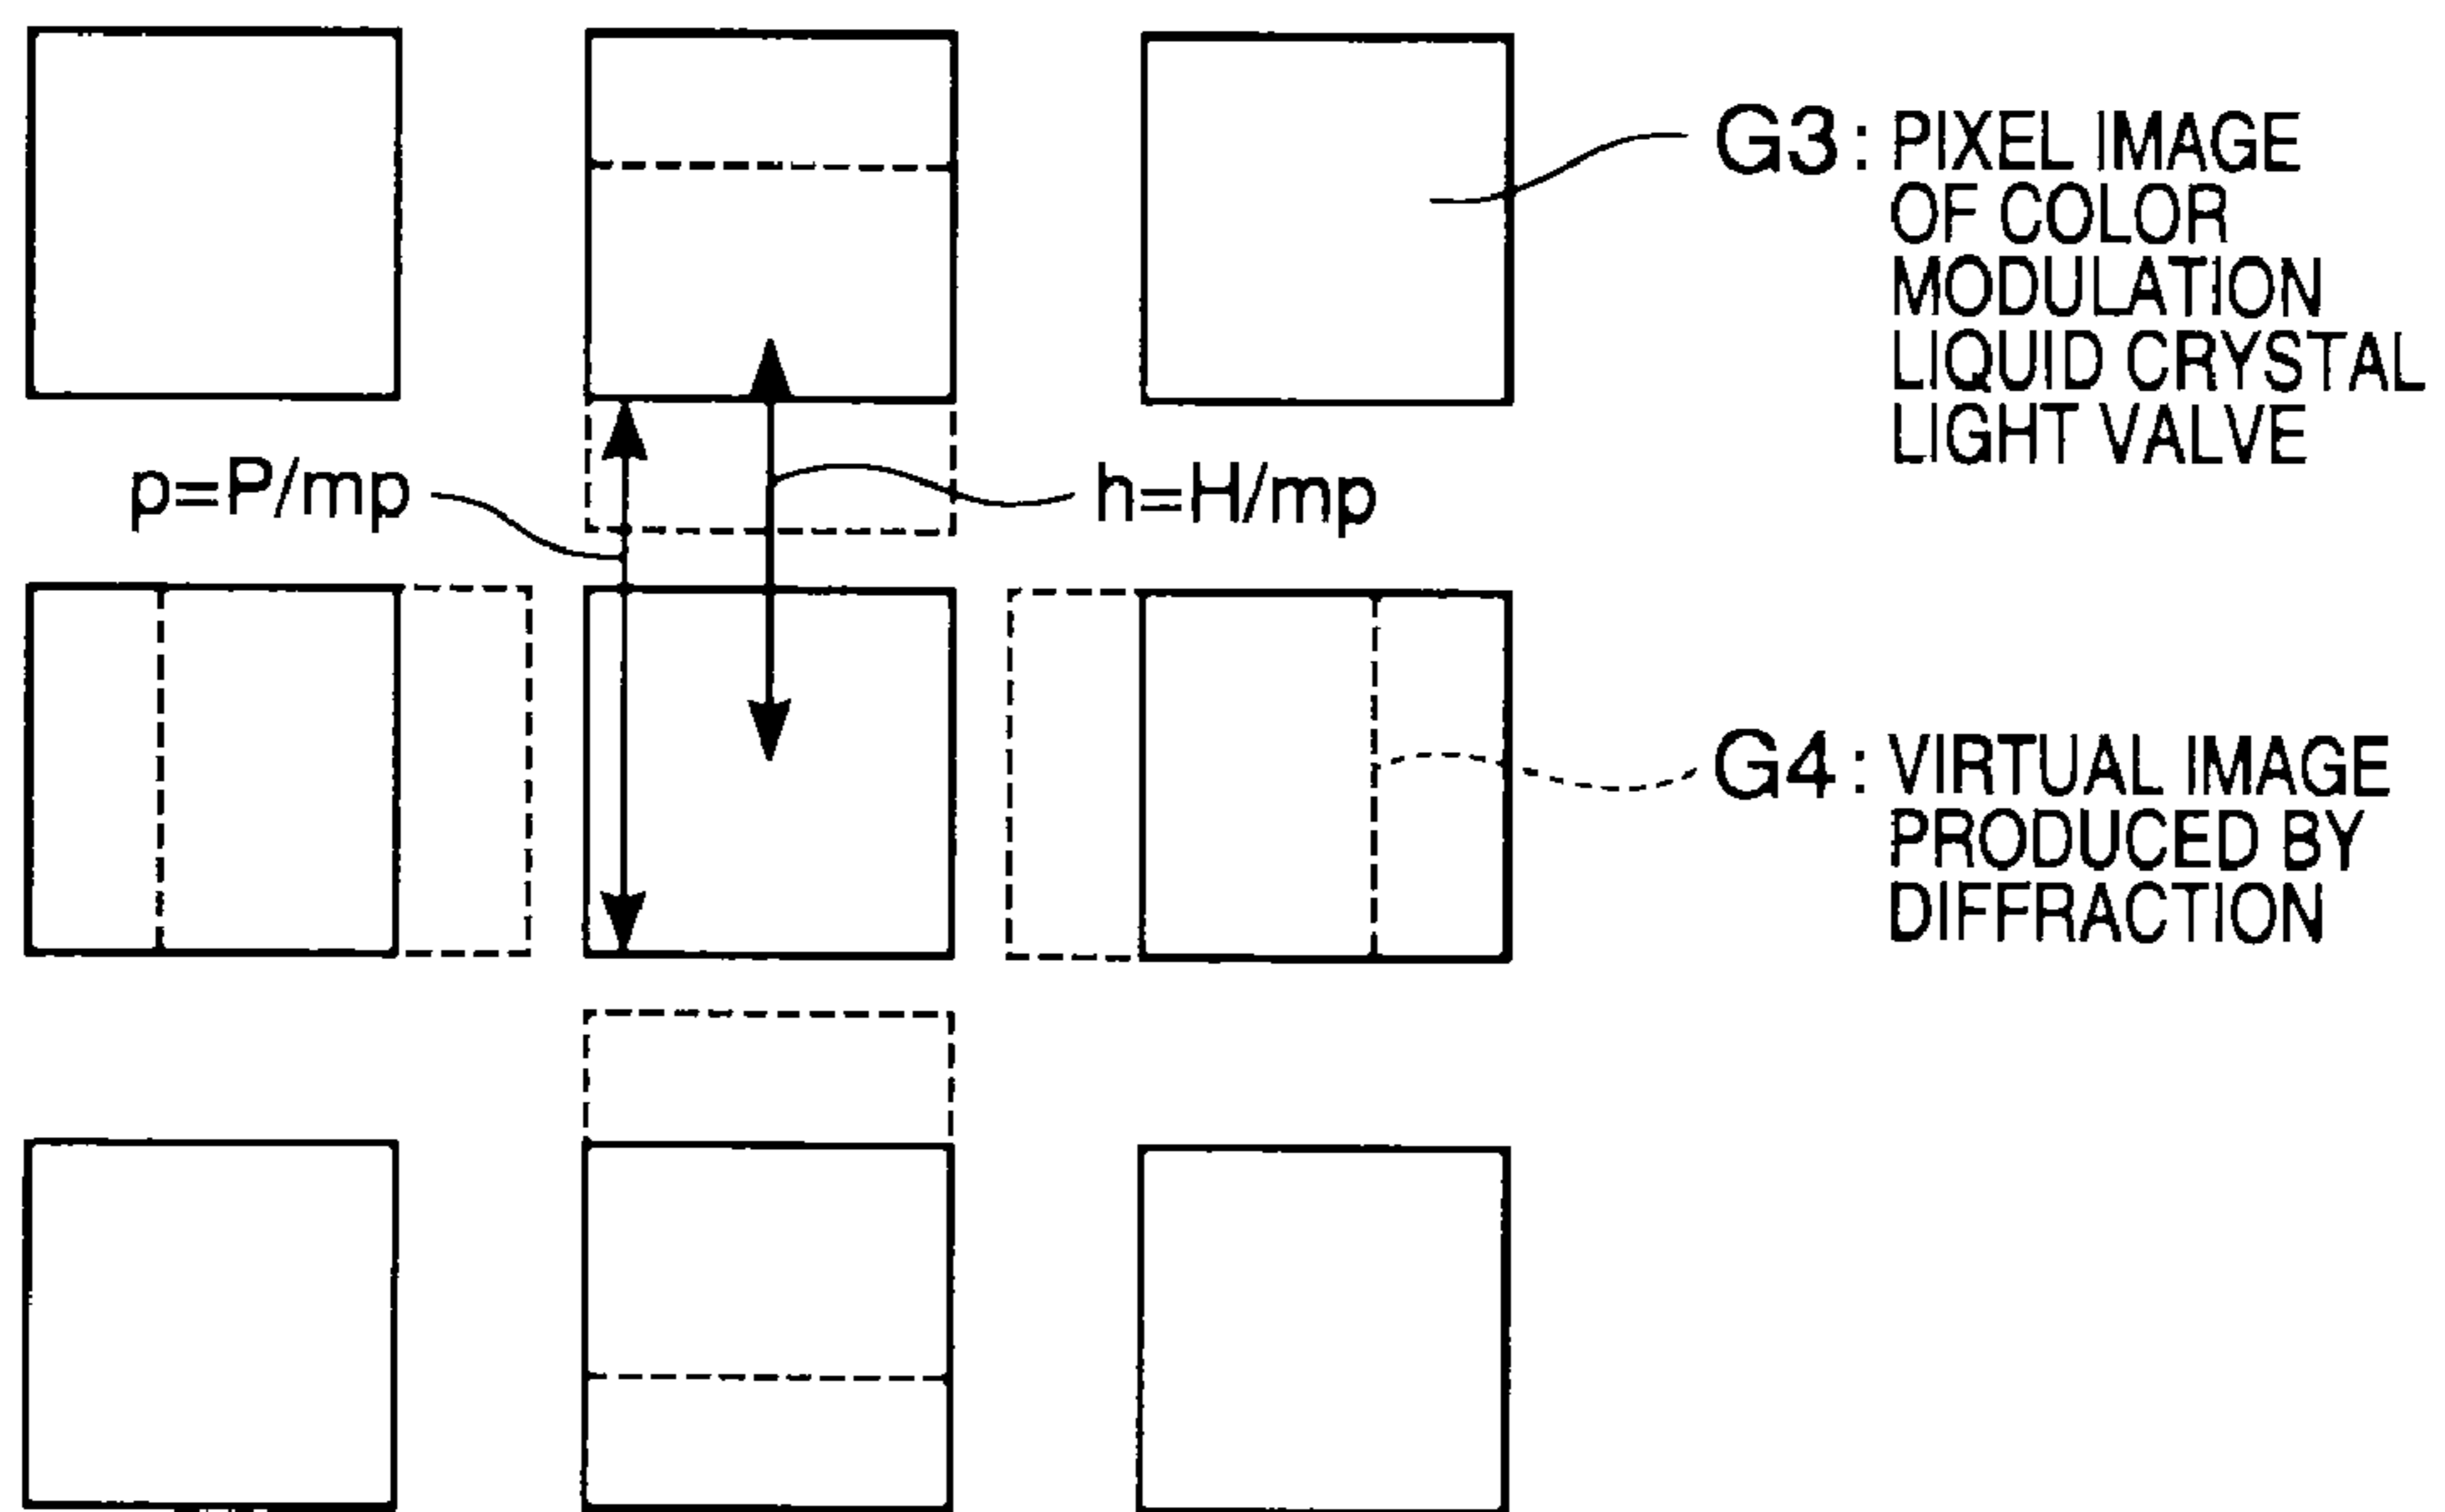 G3: PIXEL IMAGE
OF COLOR
MODULATION
LIQUID CRYSTAL
LIGHT VALVE
p=P/mp
h=H/mp
G4: VIRTUAL IMAGE
PRODUCED BY
DIFFRACTION